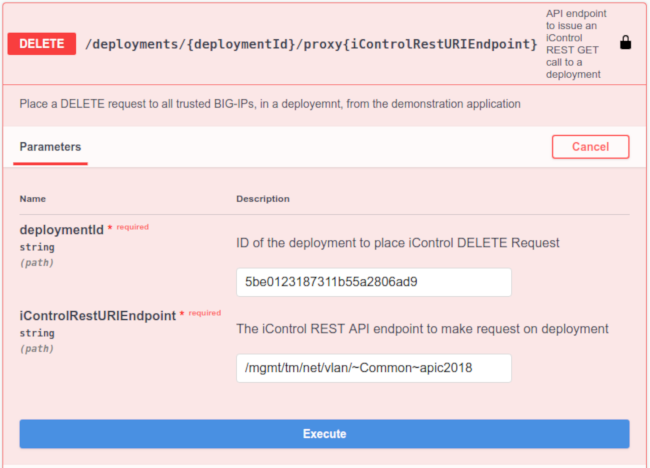 DELETE
/deployments/{deploymentId}/proxy{iControlRestURIEndpoint}
API endpoint
to issue an
iControl
REST GET
call to a
deployment
Place a DELETE request to all trusted BIG-IPs, in a deployemnt, from the demonstration application
Parameters
Cancel
Name
Description
deploymentId * required
string
(path)
ID of the deployment to place iControl DELETE Request
5be0123187311b55a2806ad9
iControlRestURIEndpoint * required
string
(path)
The iControl REST API endpoint to make request on deployment
/mgmt/tm/net/vlan/~Common~apic2018
Execute